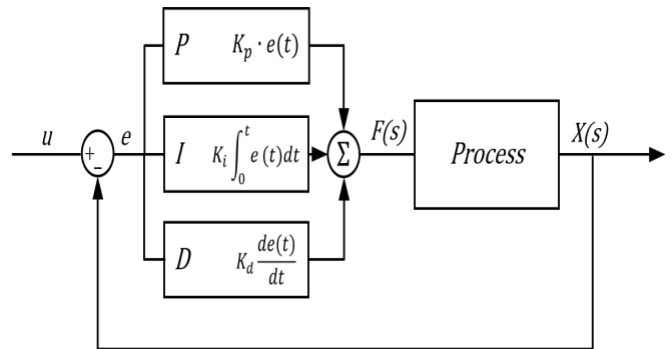 P K_p · e(t)
u
+
−
e
I K_i ∫_0^t e(t)dt
Σ
F(s)
Process
X(s)
D K_d de(t)/dt